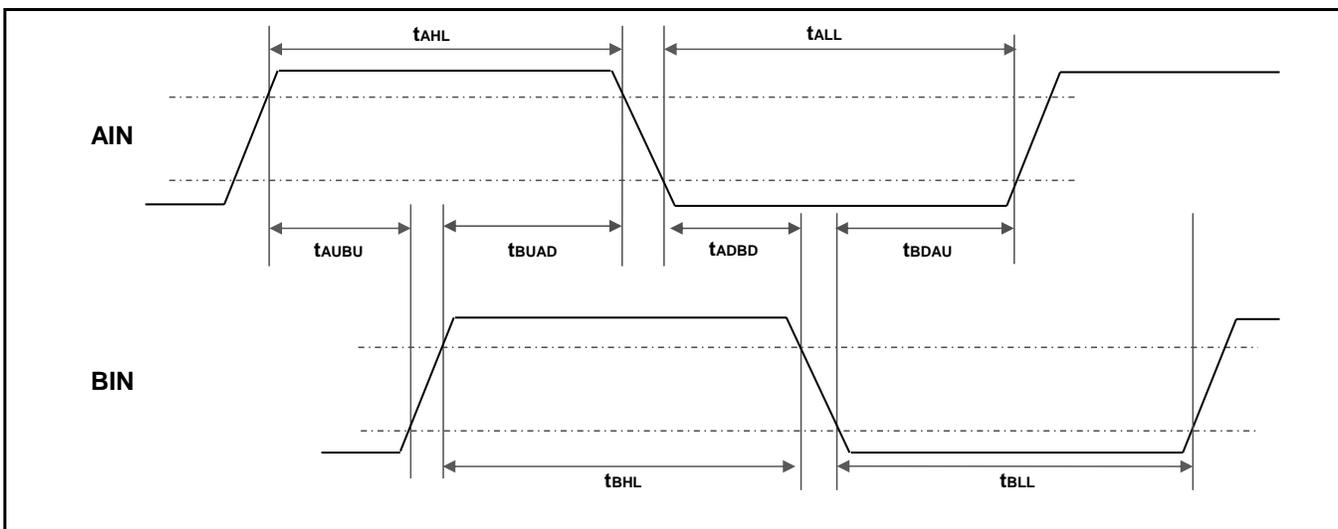 tAHL tALL
AIN
tAUBU tBUAD tADBD tBDAU
BIN
tBHL tBLL